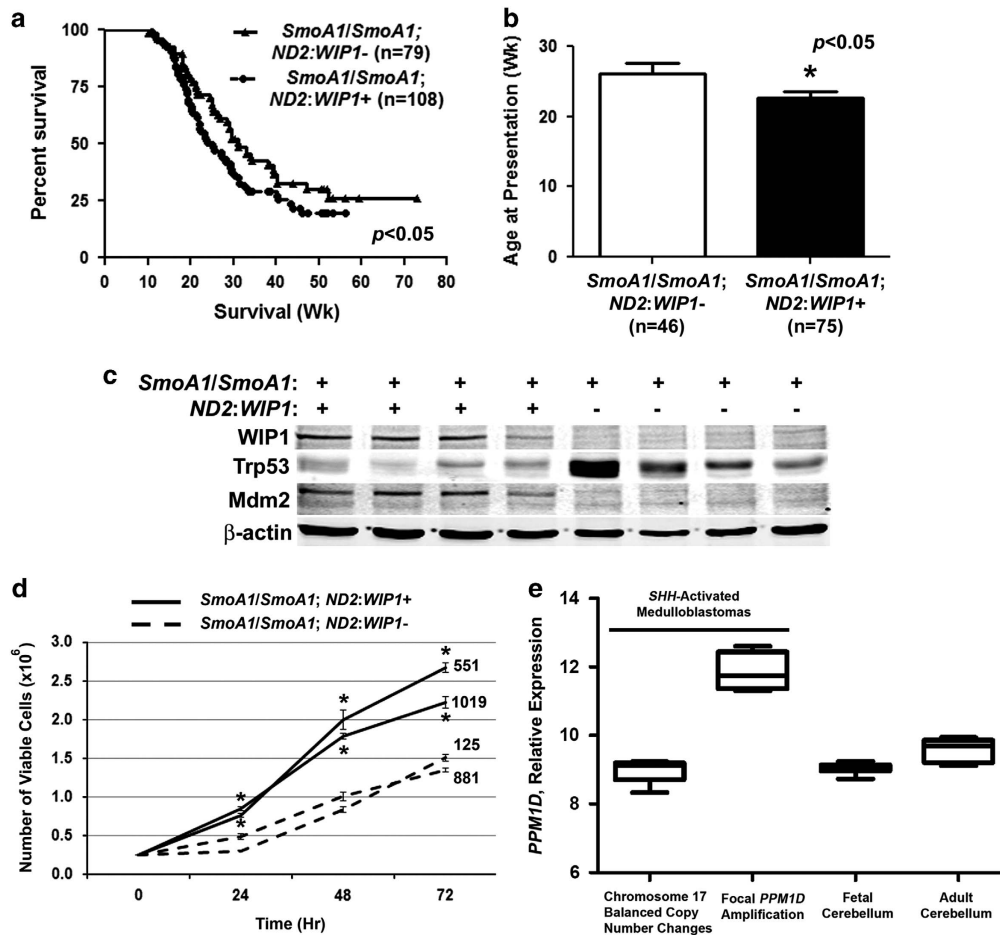 a
SmoA1/SmoA1;
ND2:WIP1- (n=79)
SmoA1/SmoA1;
ND2:WIP1+ (n=108)
Percent survival
100
75
50
25
0
p<0.05
0 10 20 30 40 50 60 70 80
Survival (Wk)
b
p<0.05
*
Age at Presentation (Wk)
30
20
10
0
SmoA1/SmoA1;
ND2:WIP1-
(n=46)
SmoA1/SmoA1;
ND2:WIP1+
(n=75)
c
SmoA1/SmoA1: + + + + + + + +
ND2:WIP1: + + + + - - - -
WIP1
Trp53
Mdm2
β-actin
d
SmoA1/SmoA1; ND2:WIP1+
SmoA1/SmoA1; ND2:WIP1-
Number of Viable Cells (x10⁶)
3.0
2.5
2.0
1.5
1.0
0.5
0.0
* * * * * *
551
1019
125
881
0 24 48 72
Time (Hr)
e
SHH-Activated
Medulloblastomas
PPM1D, Relative Expression
14
12
10
8
6
Chromosome 17
Balanced Copy
Number Changes
Focal PPM1D
Amplification
Fetal
Cerebellum
Adult
Cerebellum